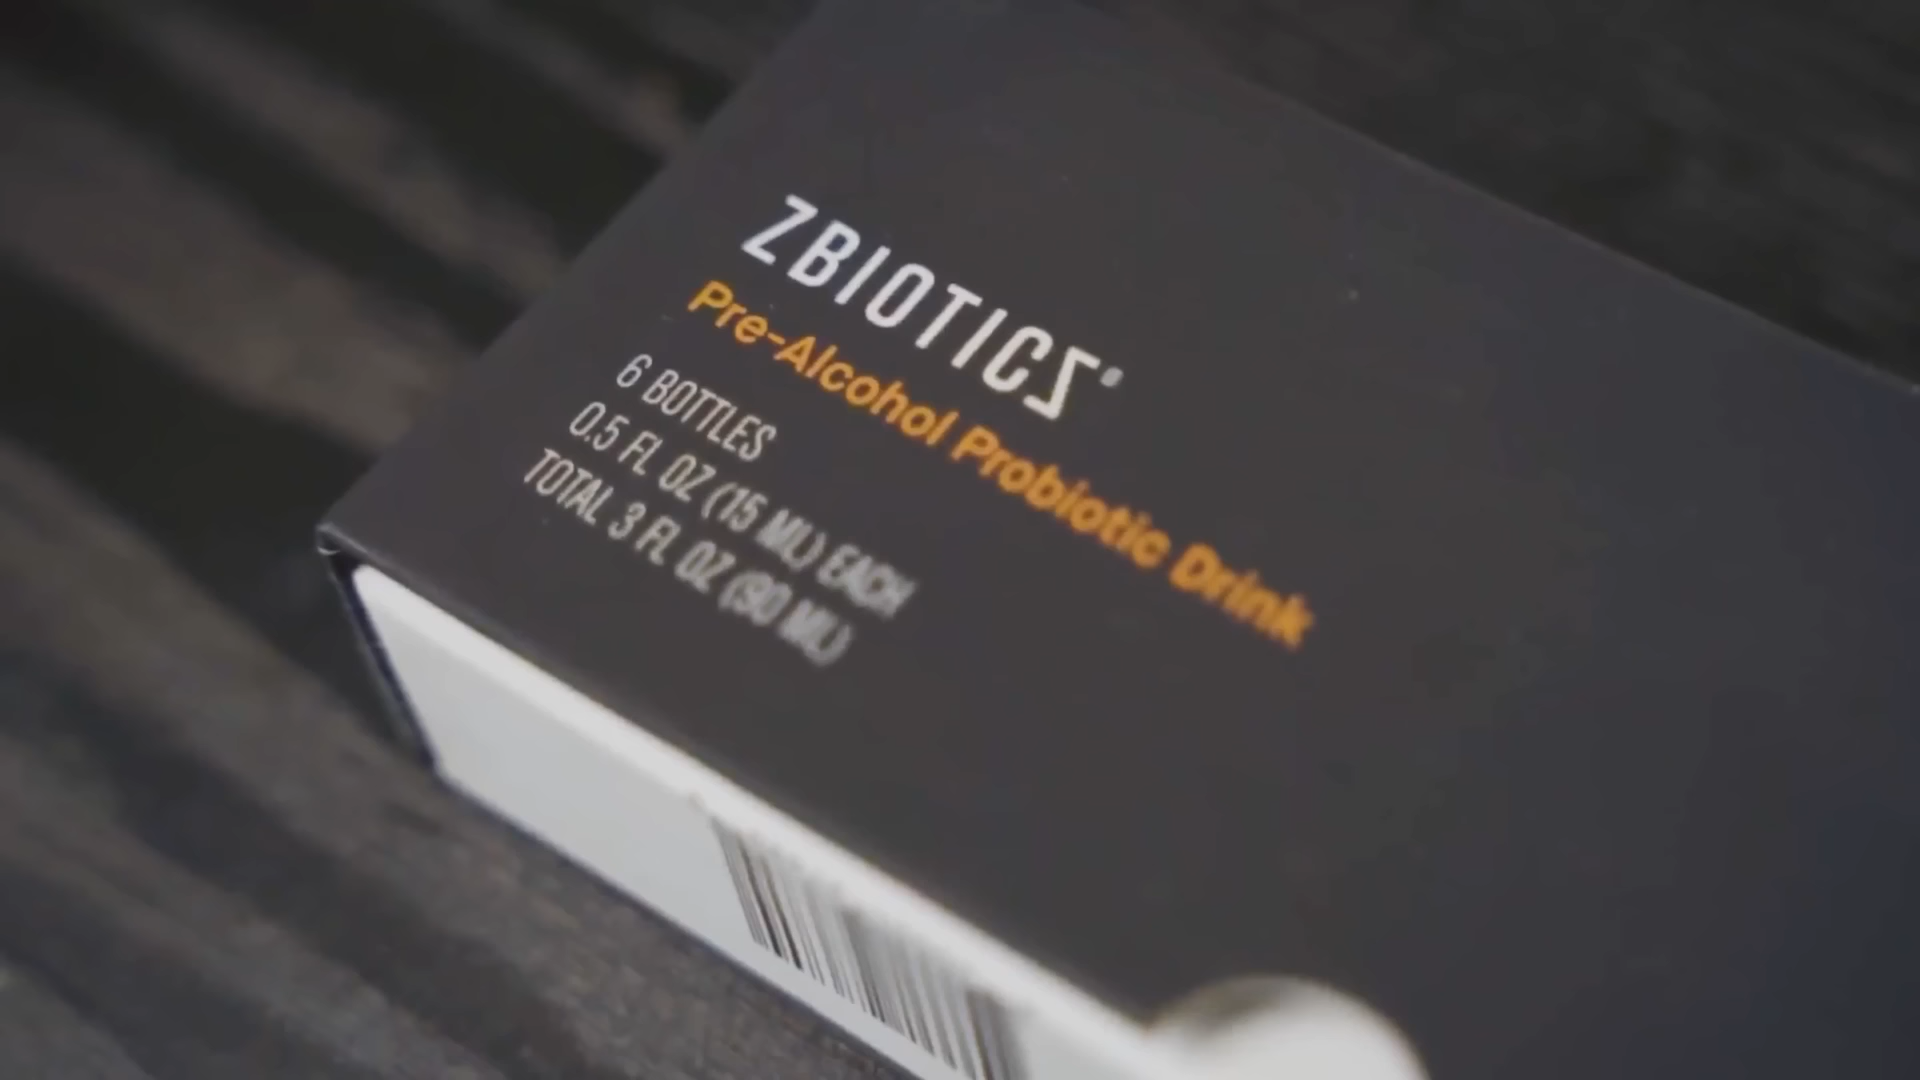 ZBIOTICS®
Pre-Alcohol Probiotic Drink
6 BOTTLES
0.5 FL OZ (15 ML) EACH
TOTAL 3 FL OZ (90 ML)